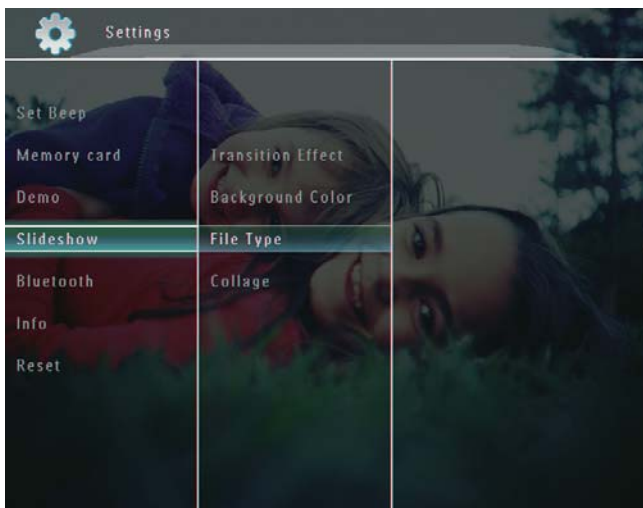 Settings
Set Beep
Memory card
Demo
Slideshow
Bluetooth
Info
Reset
Transition Effect
Background Color
File Type
Collage